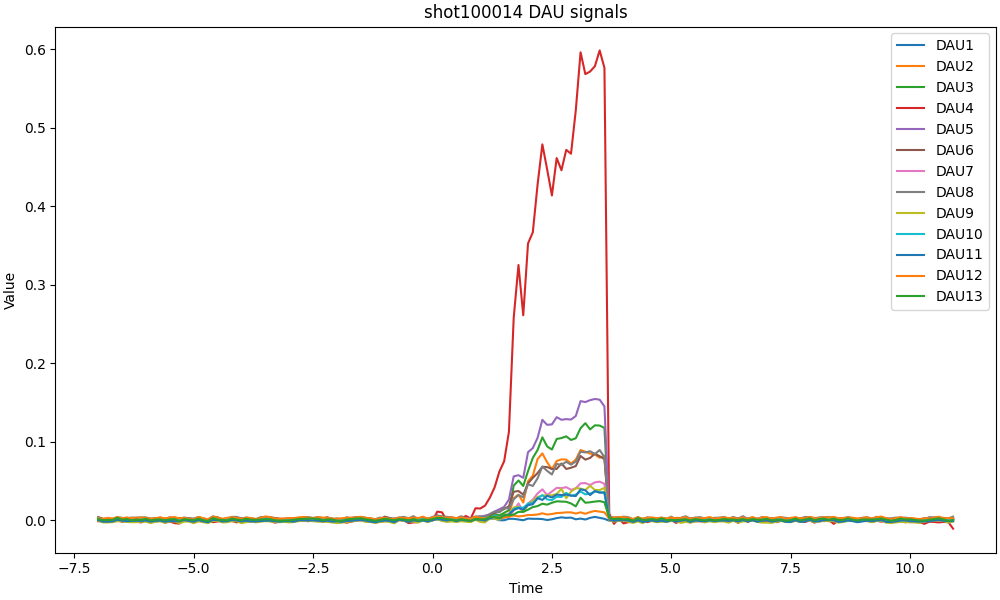 shot100014 DAU signals
0.6
0.5
0.4
0.3
0.2
0.1
0.0
Value
−7.5
−5.0
−2.5
0.0
2.5
5.0
7.5
10.0
Time
DAU1
DAU2
DAU3
DAU4
DAU5
DAU6
DAU7
DAU8
DAU9
DAU10
DAU11
DAU12
DAU13